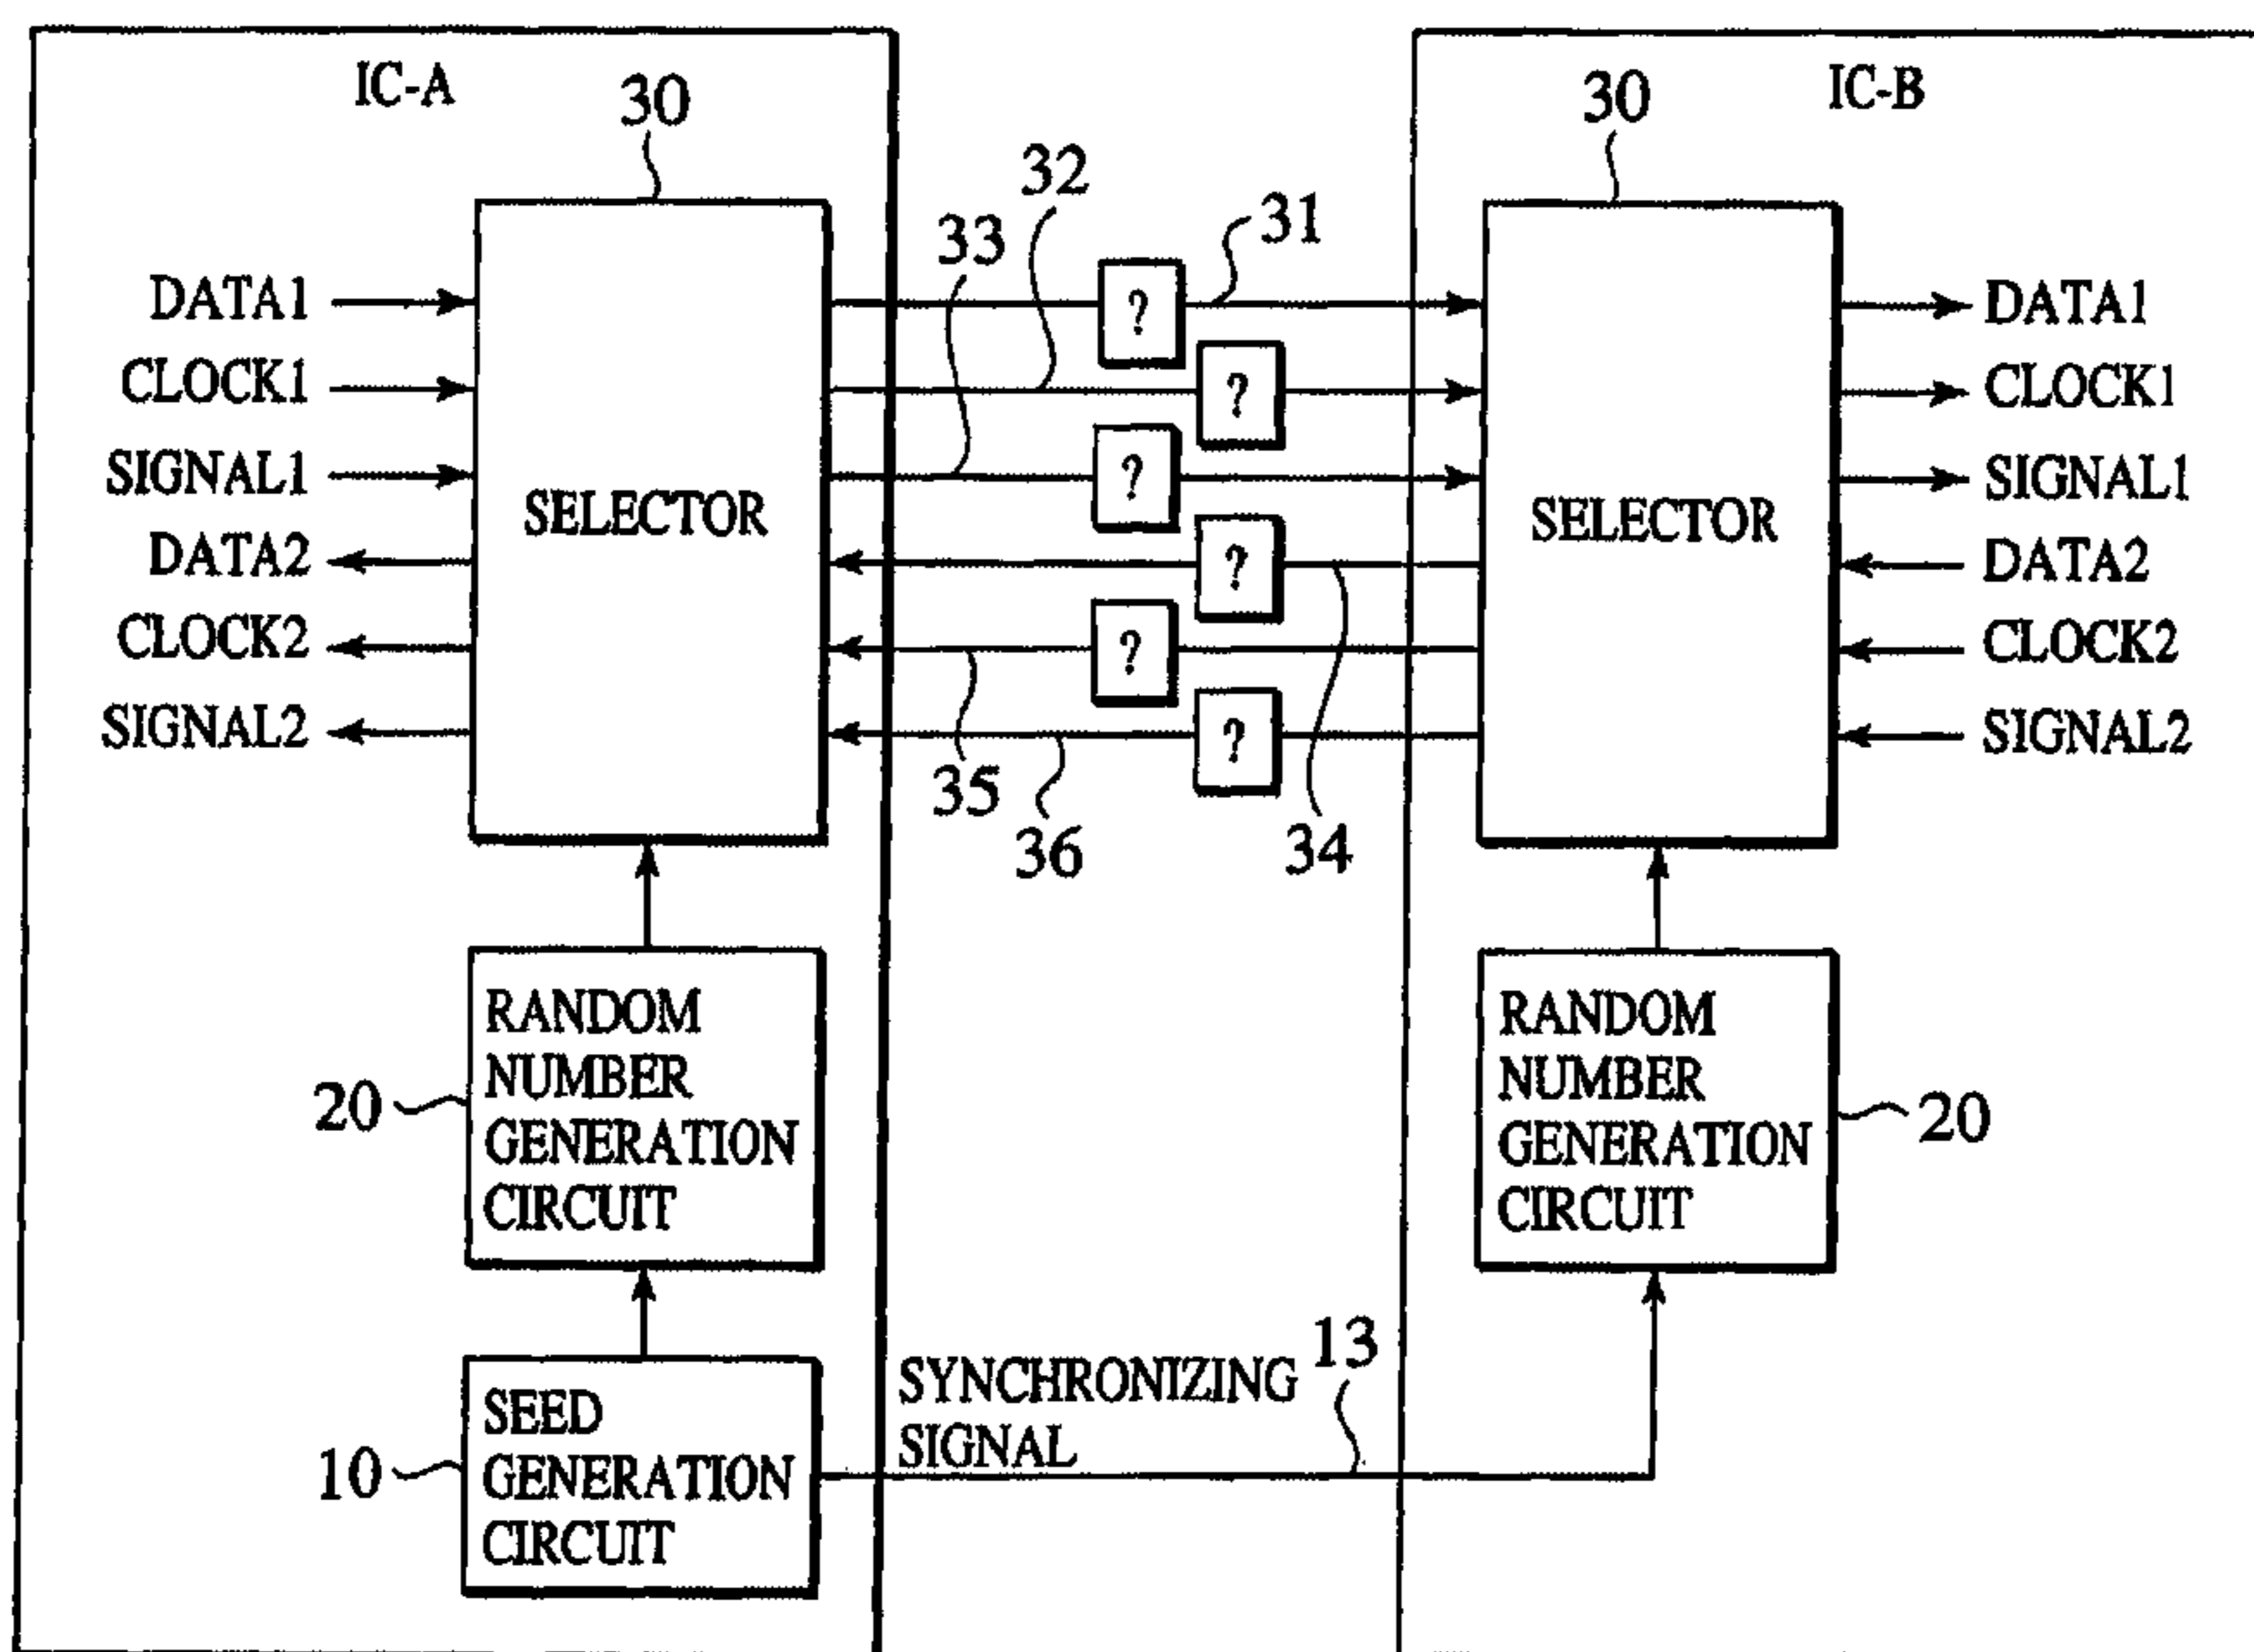 IC-A
30
IC-B
30
32
31
33
?
DATA1
DATA1
?
CLOCK1
CLOCK1
?
SIGNAL1
SIGNAL1
SELECTOR
SELECTOR
?
DATA2
DATA2
?
CLOCK2
CLOCK2
?
SIGNAL2
SIGNAL2
35
36
34
RANDOM
NUMBER
GENERATION
CIRCUIT
20
RANDOM
NUMBER
GENERATION
CIRCUIT
20
SEED
GENERATION
CIRCUIT
10
SYNCHRONIZING
SIGNAL
13